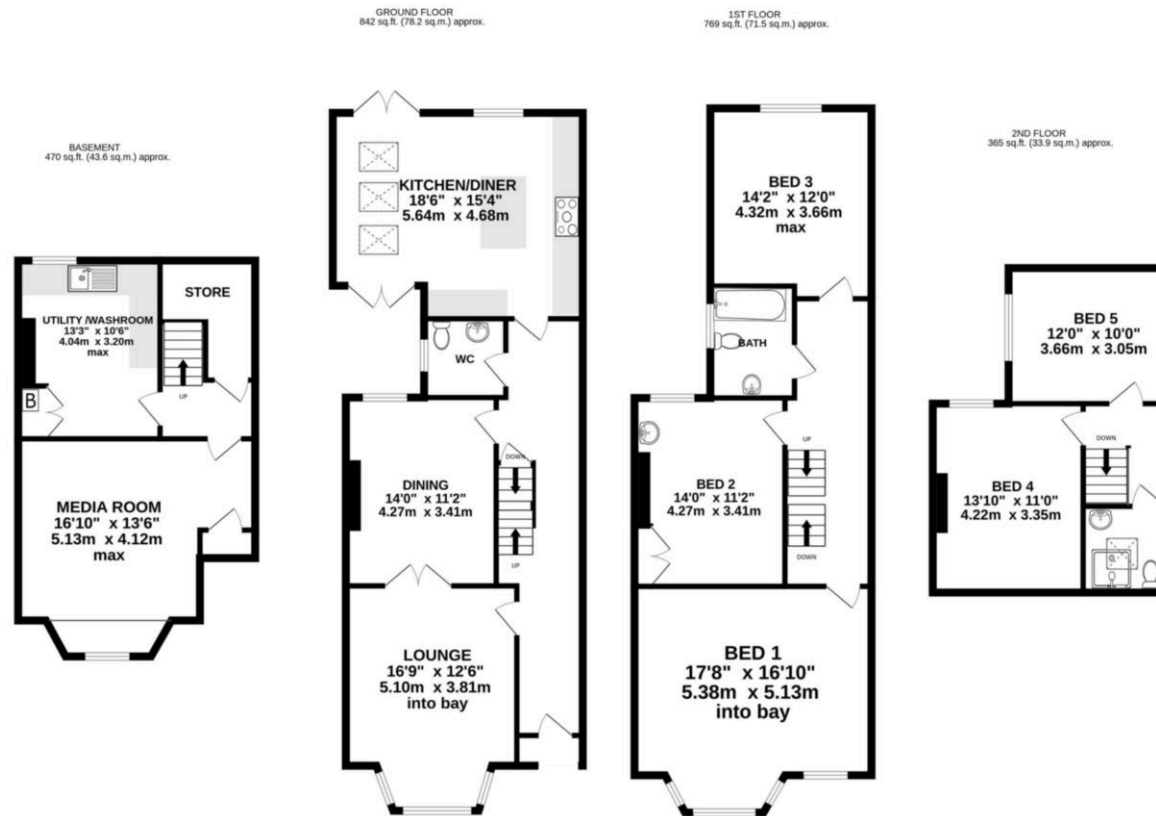 BASEMENT
470 sq.ft. (43.6 sq.m.) approx.
UTILITY /WASHROOM
13'3" x 10'6"
4.04m x 3.20m
max
STORE
UP
B
MEDIA ROOM
16'10" x 13'6"
5.13m x 4.12m
max
GROUND FLOOR
842 sq.ft. (78.2 sq.m.) approx.
KITCHEN/DINER
18'6" x 15'4"
5.64m x 4.68m
WC
DINING
14'0" x 11'2"
4.27m x 3.41m
DOWN
UP
LOUNGE
16'9" x 12'6"
5.10m x 3.81m
into bay
1ST FLOOR
769 sq.ft. (71.5 sq.m.) approx.
BED 3
14'2" x 12'0"
4.32m x 3.66m
max
BATH
BED 2
14'0" x 11'2"
4.27m x 3.41m
UP
DOWN
BED 1
17'8" x 16'10"
5.38m x 5.13m
into bay
2ND FLOOR
365 sq.ft. (33.9 sq.m.) approx.
BED 5
12'0" x 10'0"
3.66m x 3.05m
DOWN
BED 4
13'10" x 11'0"
4.22m x 3.35m